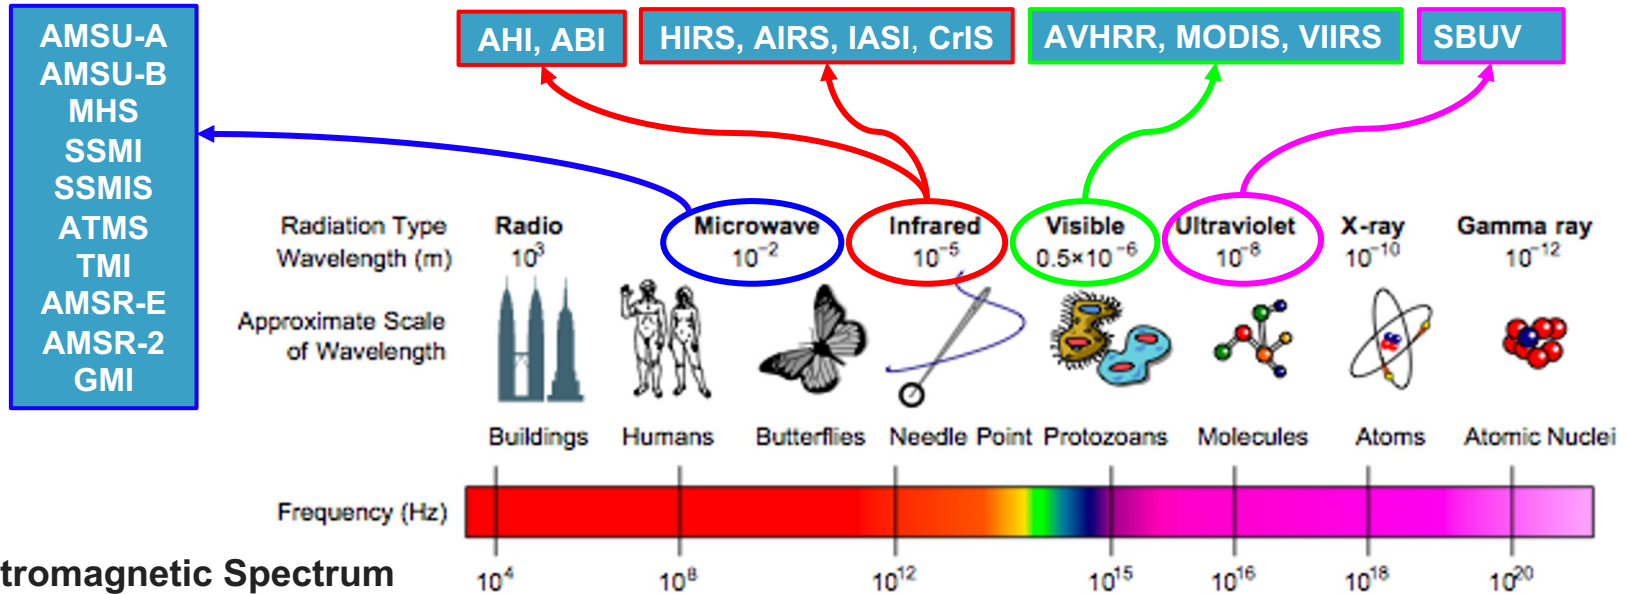 AMSU-A
AMSU-B
MHS
SSMI
SSMIS
ATMS
TMI
AMSR-E
AMSR-2
GMI
AHI, ABI
HIRS, AIRS, IASI, CrIS
AVHRR, MODIS, VIIRS
SBUV
Radiation Type Radio Microwave Infrared Visible Ultraviolet X-ray Gamma ray
Wavelength (m) 10³ 10⁻² 10⁻⁵ 0.5×10⁻⁶ 10⁻⁸ 10⁻¹⁰ 10⁻¹²
Approximate Scale
of Wavelength
Buildings Humans Butterflies Needle Point Protozoans Molecules Atoms Atomic Nuclei
Frequency (Hz)
10⁴ 10⁸ 10¹² 10¹⁵ 10¹⁶ 10¹⁸ 10²⁰
tromagnetic Spectrum